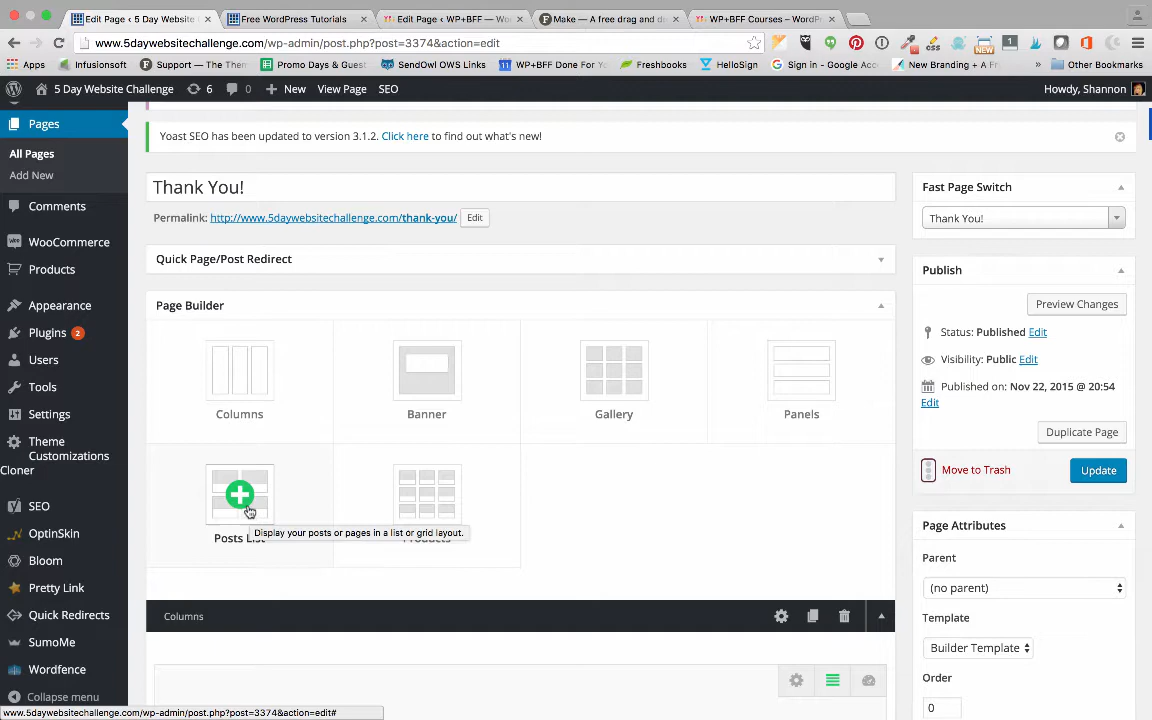 Edit Page ‹ 5 Day Website
Free WordPress Tutorials
Edit Page ‹ WP+BFF — W
Make — A free drag and d
WP+BFF Courses – WordP
www.5daywebsitechallenge.com/wp-admin/post.php?post=3374&action=edit
Apps
Infusionsoft
Support — The Them
Promo Days & Guest
SendOwl OWS Links
WP+BFF Done For Yo
Freshbooks
HelloSign
Sign in - Google Acco
New Branding + A Fr
Other Bookmarks
5 Day Website Challenge
6
0
New
View Page
SEO
Howdy, Shannon
Pages
All Pages
Add New
Comments
WooCommerce
Products
Appearance
Plugins 2
Users
Tools
Settings
Theme
Customizations
Cloner
SEO
OptinSkin
Bloom
Pretty Link
Quick Redirects
SumoMe
Wordfence
Collapse menu
Yoast SEO has been updated to version 3.1.2. Click here to find out what's new!
Thank You!
Permalink: http://www.5daywebsitechallenge.com/thank-you/ Edit
Quick Page/Post Redirect
Page Builder
Columns
Banner
Gallery
Panels
Posts List
Products
Display your posts or pages in a list or grid layout.
Columns
Fast Page Switch
Thank You!
Publish
Preview Changes
Status: Published Edit
Visibility: Public Edit
Published on: Nov 22, 2015 @ 20:54
Edit
Duplicate Page
Move to Trash
Update
Page Attributes
Parent
(no parent)
Template
Builder Template
Order
0
www.5daywebsitechallenge.com/wp-admin/post.php?post=3374&action=edit#